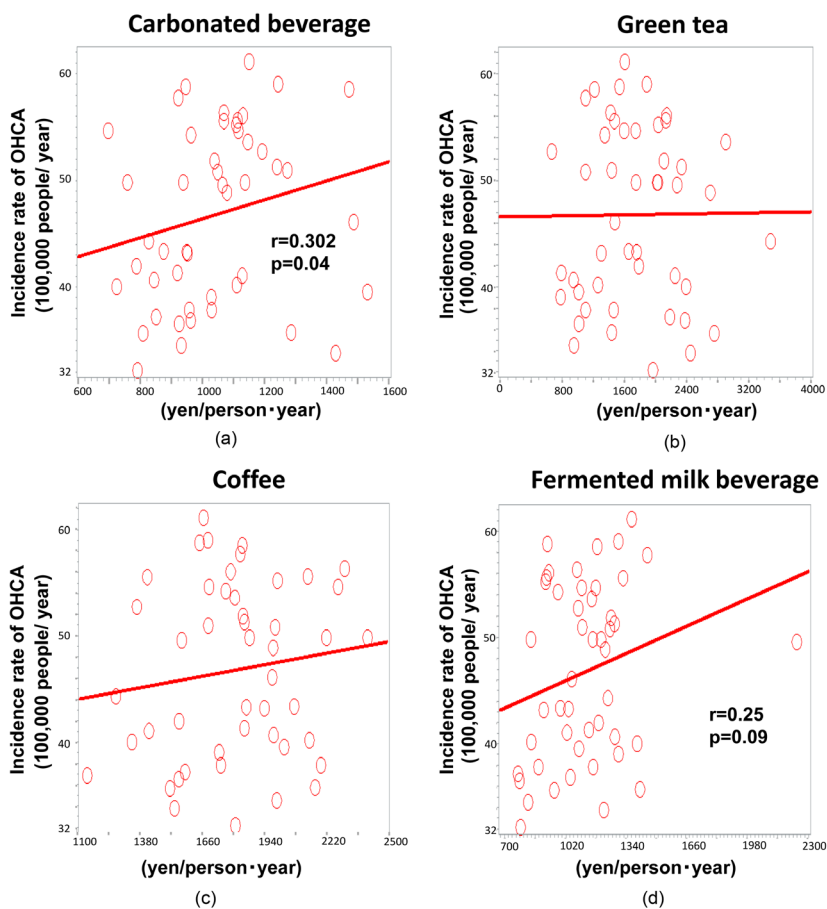 Carbonated beverage
Incidence rate of OHCA
(100,000 people/ year)
60
50
40
32
r=0.302
p=0.04
600 800 1000 1200 1400 1600
(yen/person・year)
(a)
Green tea
Incidence rate of OHCA
(100,000 people/ year)
60
50
40
32
0 800 1600 2400 3200 4000
(yen/person・year)
(b)
Coffee
Incidence rate of OHCA
(100,000 people/ year)
60
50
40
32
1100 1380 1660 1940 2220 2500
(yen/person・year)
(c)
Fermented milk beverage
Incidence rate of OHCA
(100,000 people/ year)
60
50
40
32
r=0.25
p=0.09
700 1020 1340 1660 1980 2300
(yen/person・year)
(d)